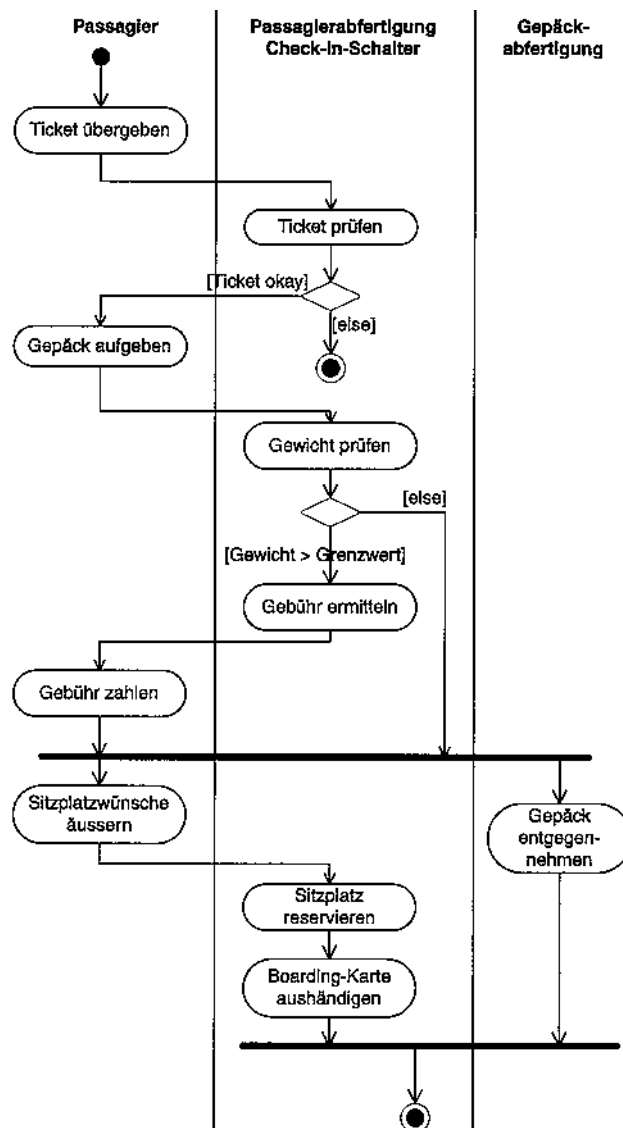 Passagier
Passagierabfertigung
Check-In-Schalter
Gepäck-
abfertigung
Ticket übergeben
Ticket prüfen
[Ticket okay]
[else]
Gepäck aufgeben
Gewicht prüfen
[else]
[Gewicht > Grenzwert]
Gebühr ermitteln
Gebühr zahlen
Sitzplatzwünsche
äussern
Gepäck
entgegen-
nehmen
Sitzplatz
reservieren
Boarding-Karte
aushändigen